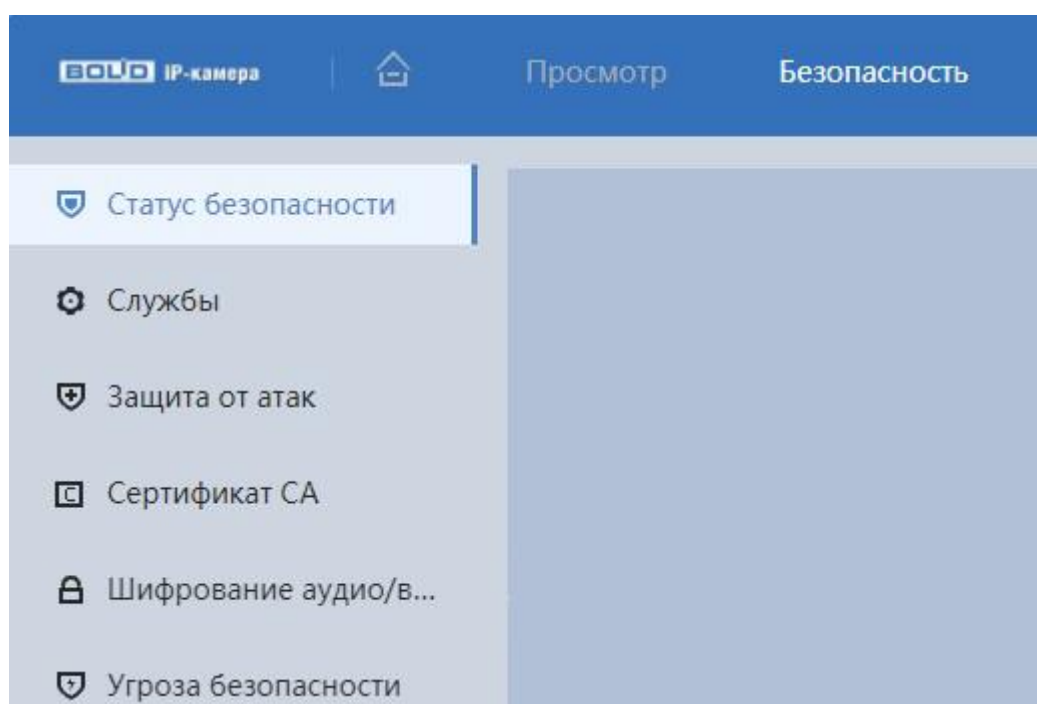 BOLID IP-камера Просмотр Безопасность
Статус безопасности
Службы
Защита от атак
Сертификат CA
Шифрование аудио/в...
Угроза безопасности